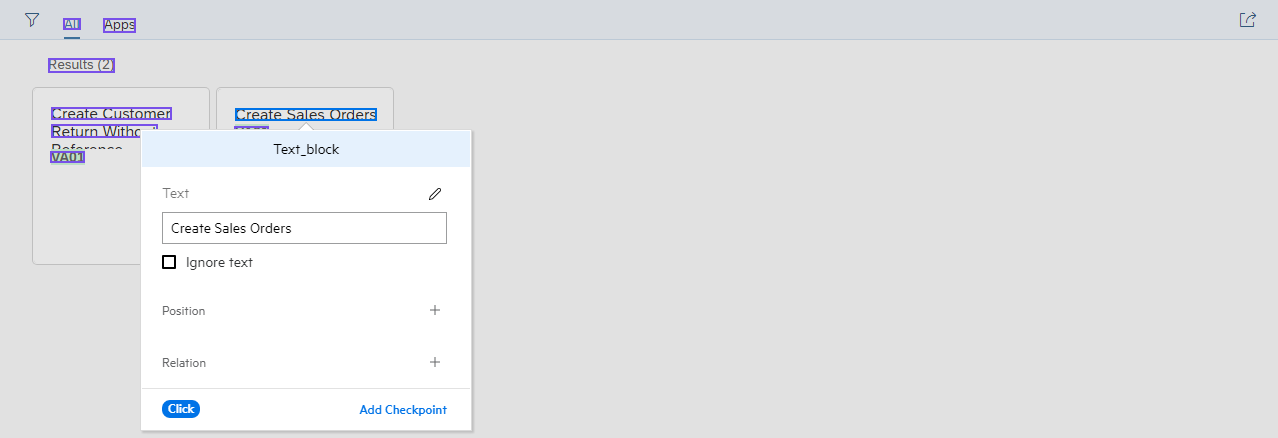 All
Apps
Results (2)
Create Customer
Return Without
Reference
VA01
Create Sales Orders
Text_block
Text
Create Sales Orders
Ignore text
Position
Relation
Click
Add Checkpoint